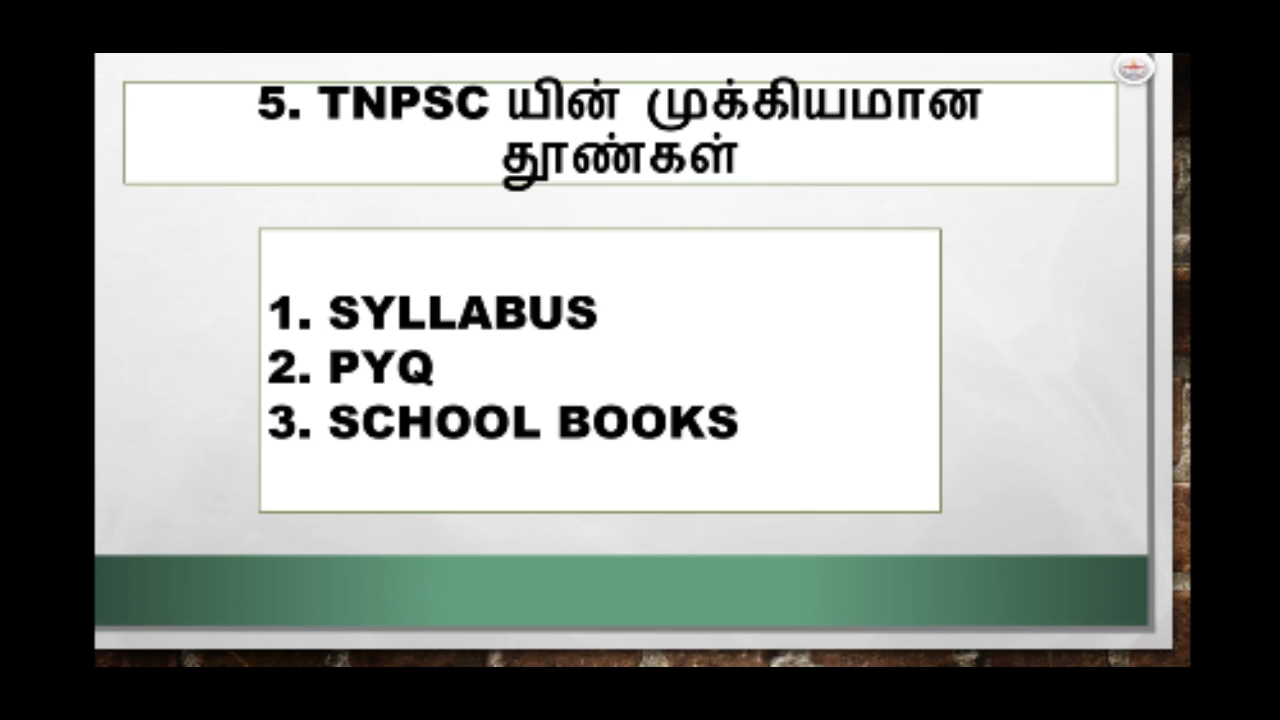 5. TNPSC யின் முக்கியமான
தூண்கள்
1. SYLLABUS
2. PYQ
3. SCHOOL BOOKS